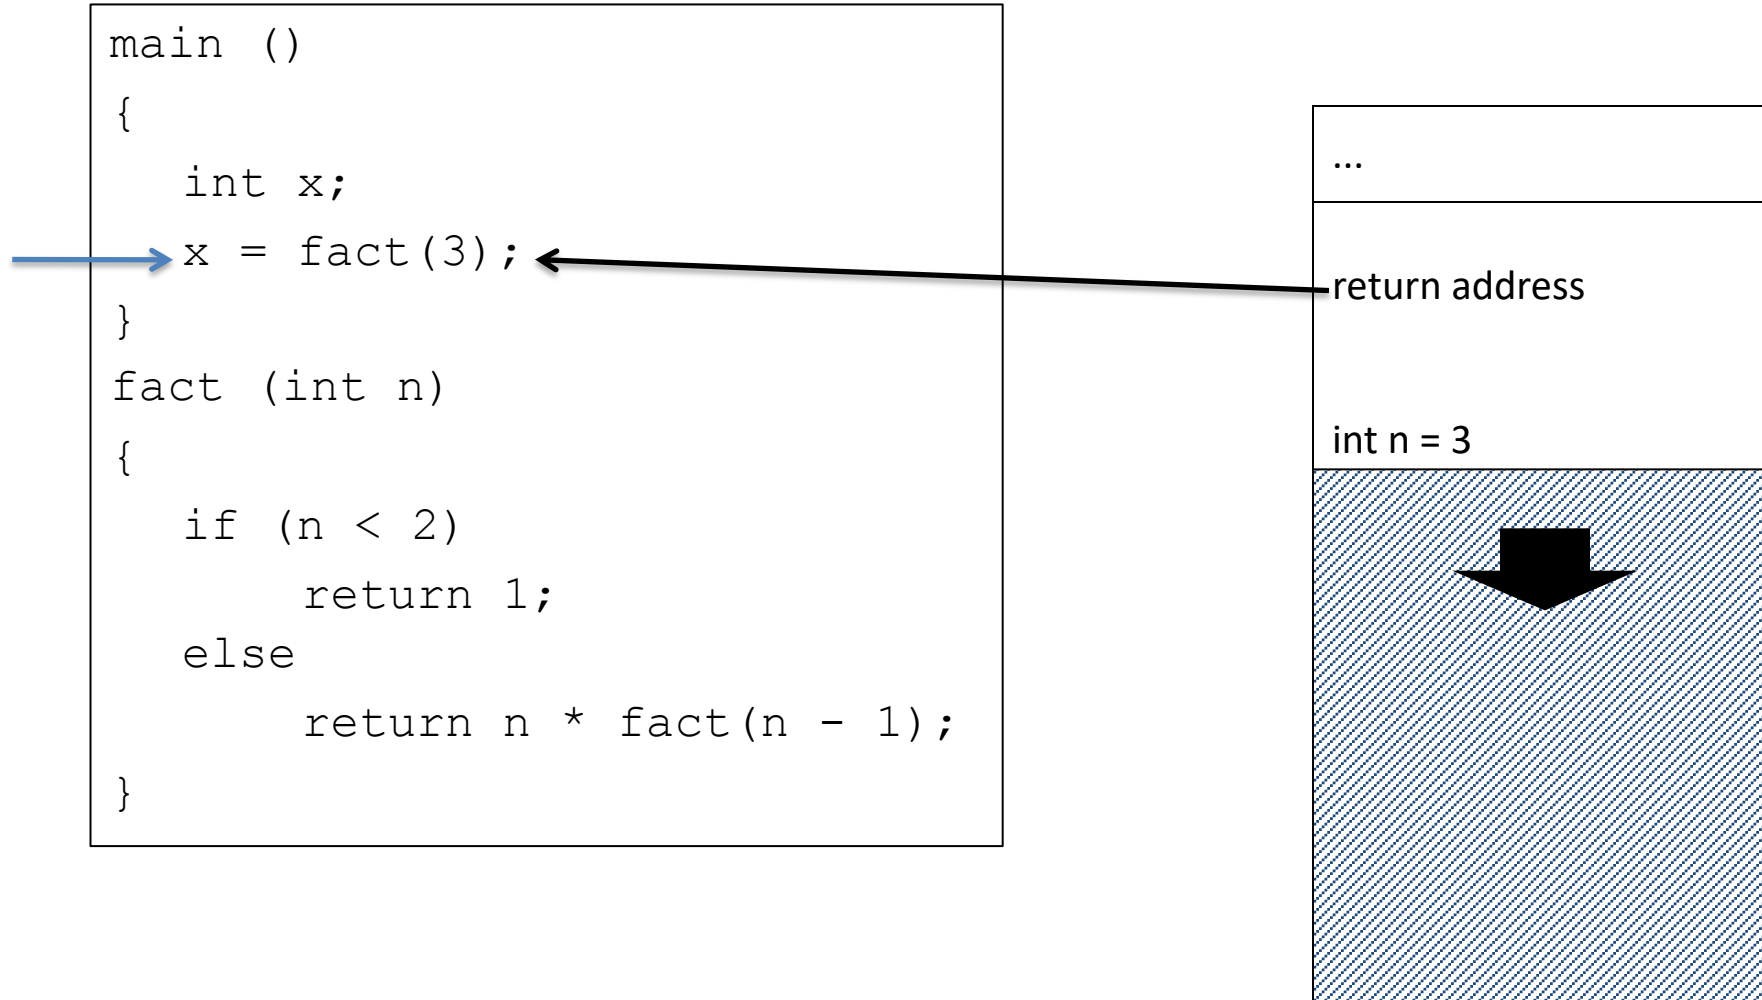 main ()
{
int x;
x = fact(3);
}
fact (int n)
{
if (n < 2)
return 1;
else
return n * fact(n - 1);
}
...
return address
int n = 3